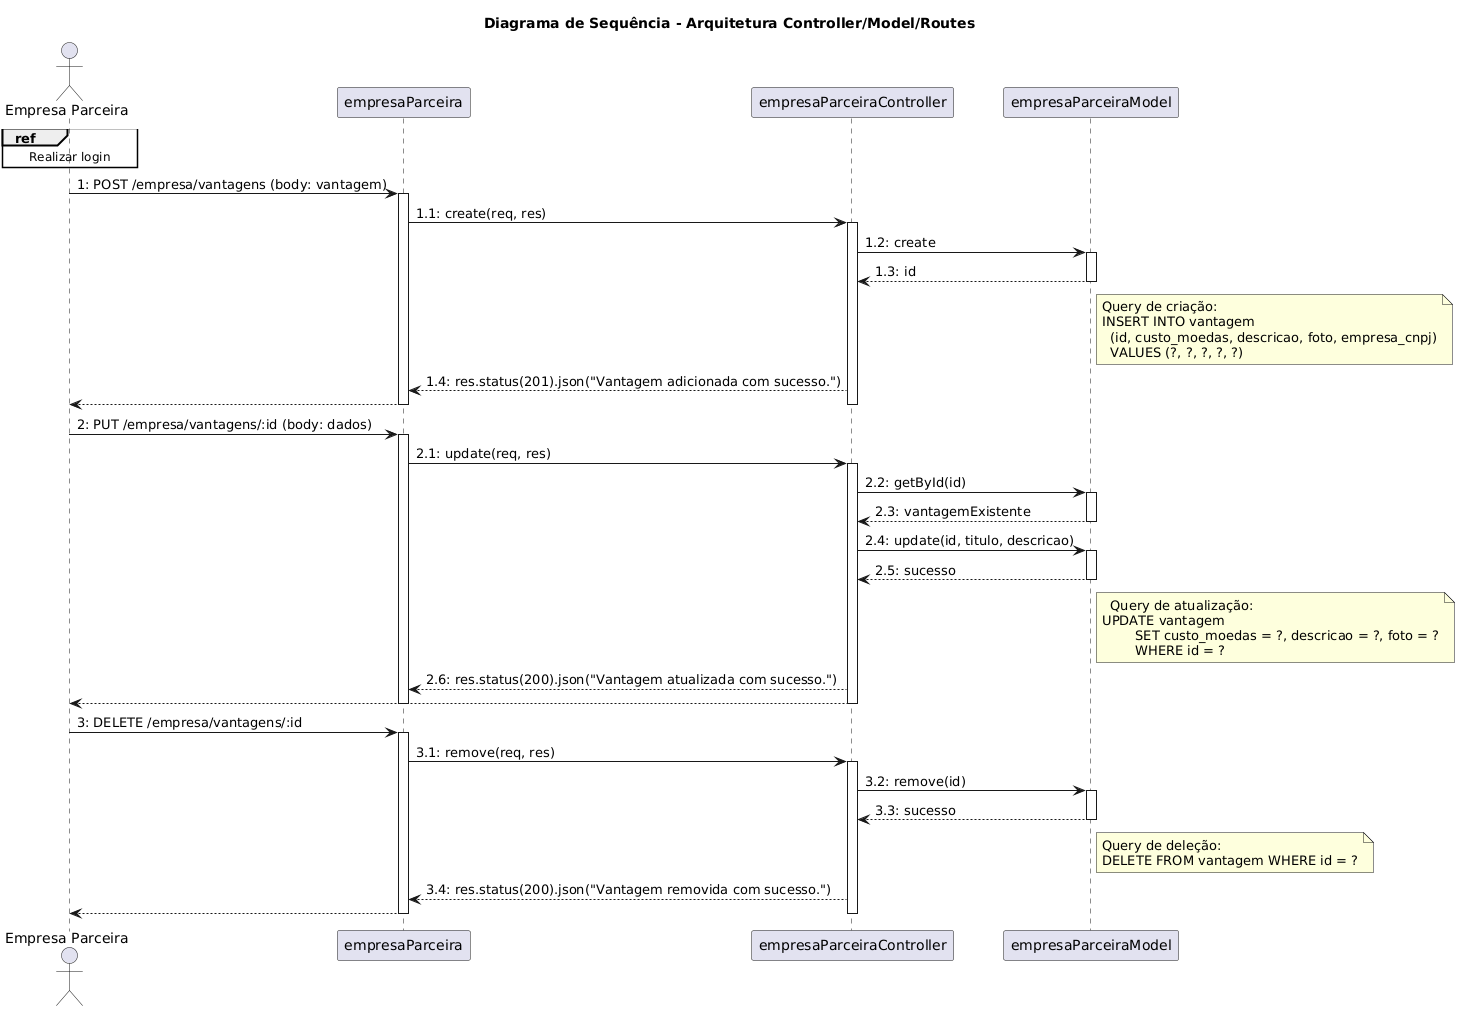 Diagrama de Sequência - Arquitetura Controller/Model/Routes
Empresa Parceira
empresaParceira
empresaParceiraController
empresaParceiraModel
ref
Realizar login
1: POST /empresa/vantagens (body: vantagem)
1.1: create(req, res)
1.2: create
1.3: id
Query de criação:
INSERT INTO vantagem
(id, custo_moedas, descricao, foto, empresa_cnpj)
VALUES (?, ?, ?, ?, ?)
1.4: res.status(201).json("Vantagem adicionada com sucesso.")
2: PUT /empresa/vantagens/:id (body: dados)
2.1: update(req, res)
2.2: getById(id)
2.3: vantagemExistente
2.4: update(id, titulo, descricao)
2.5: sucesso
Query de atualização:
UPDATE vantagem
SET custo_moedas = ?, descricao = ?, foto = ?
WHERE id = ?
2.6: res.status(200).json("Vantagem atualizada com sucesso.")
3: DELETE /empresa/vantagens/:id
3.1: remove(req, res)
3.2: remove(id)
3.3: sucesso
Query de deleção:
DELETE FROM vantagem WHERE id = ?
3.4: res.status(200).json("Vantagem removida com sucesso.")
Empresa Parceira
empresaParceira
empresaParceiraController
empresaParceiraModel